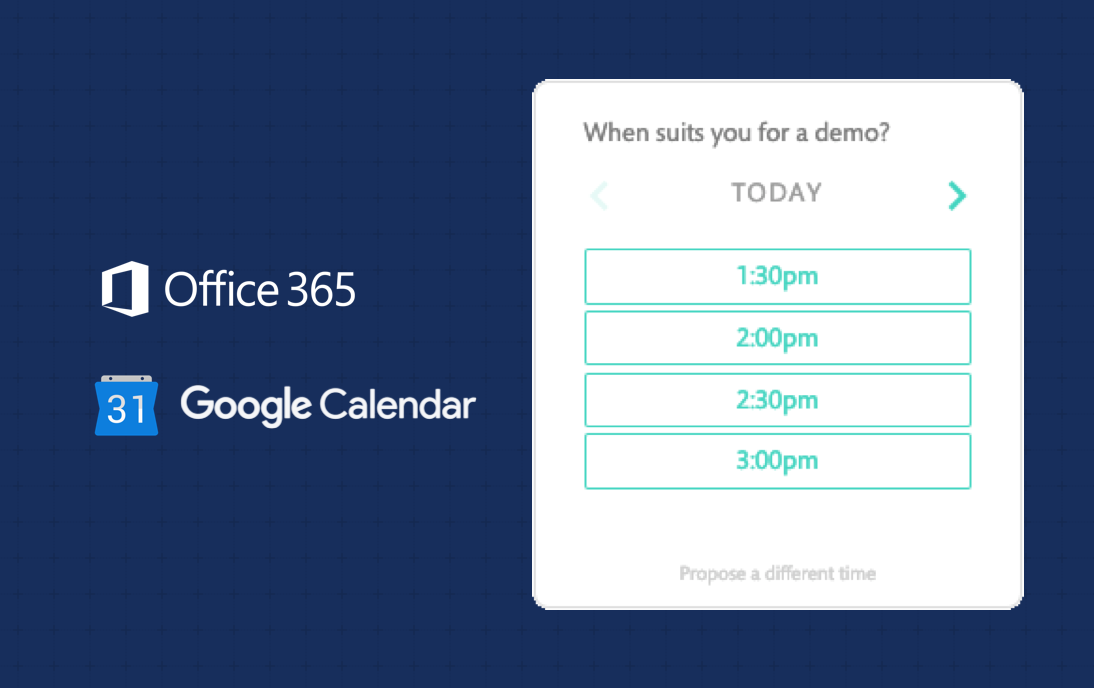 Office 365
31 Google Calendar
When suits you for a demo?
TODAY
1:30pm
2:00pm
2:30pm
3:00pm
Propose a different time